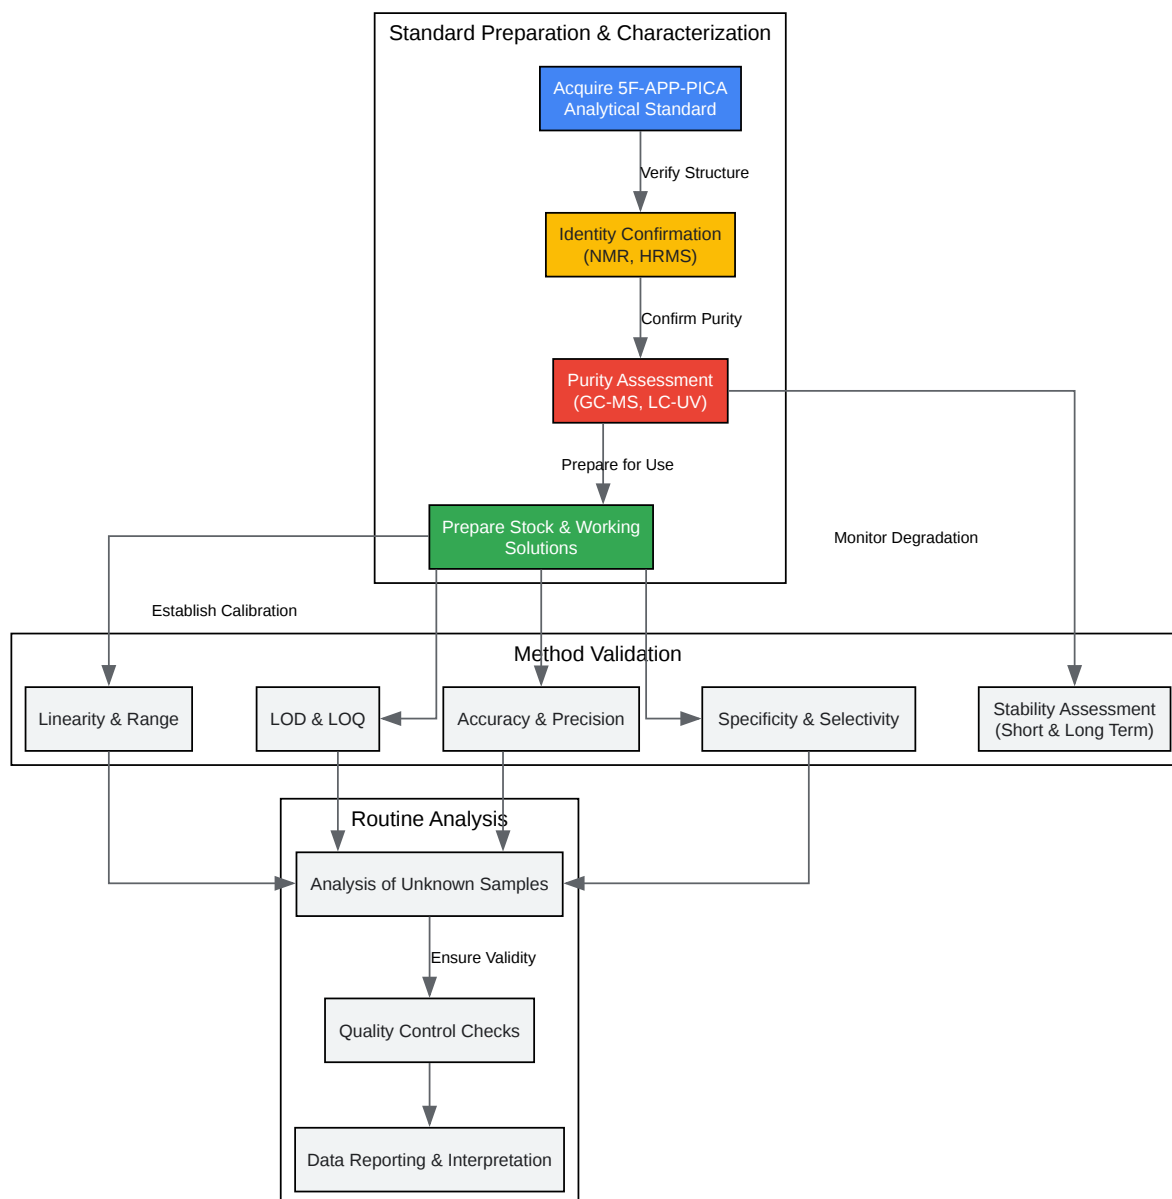 Standard Preparation & Characterization
Acquire 5F-APP-PICA
Analytical Standard
Verify Structure
Identity Confirmation
(NMR, HRMS)
Confirm Purity
Purity Assessment
(GC-MS, LC-UV)
Prepare for Use
Prepare Stock & Working
Solutions
Monitor Degradation
Establish Calibration
Method Validation
Linearity & Range
LOD & LOQ
Accuracy & Precision
Specificity & Selectivity
Stability Assessment
(Short & Long Term)
Routine Analysis
Analysis of Unknown Samples
Ensure Validity
Quality Control Checks
Data Reporting & Interpretation